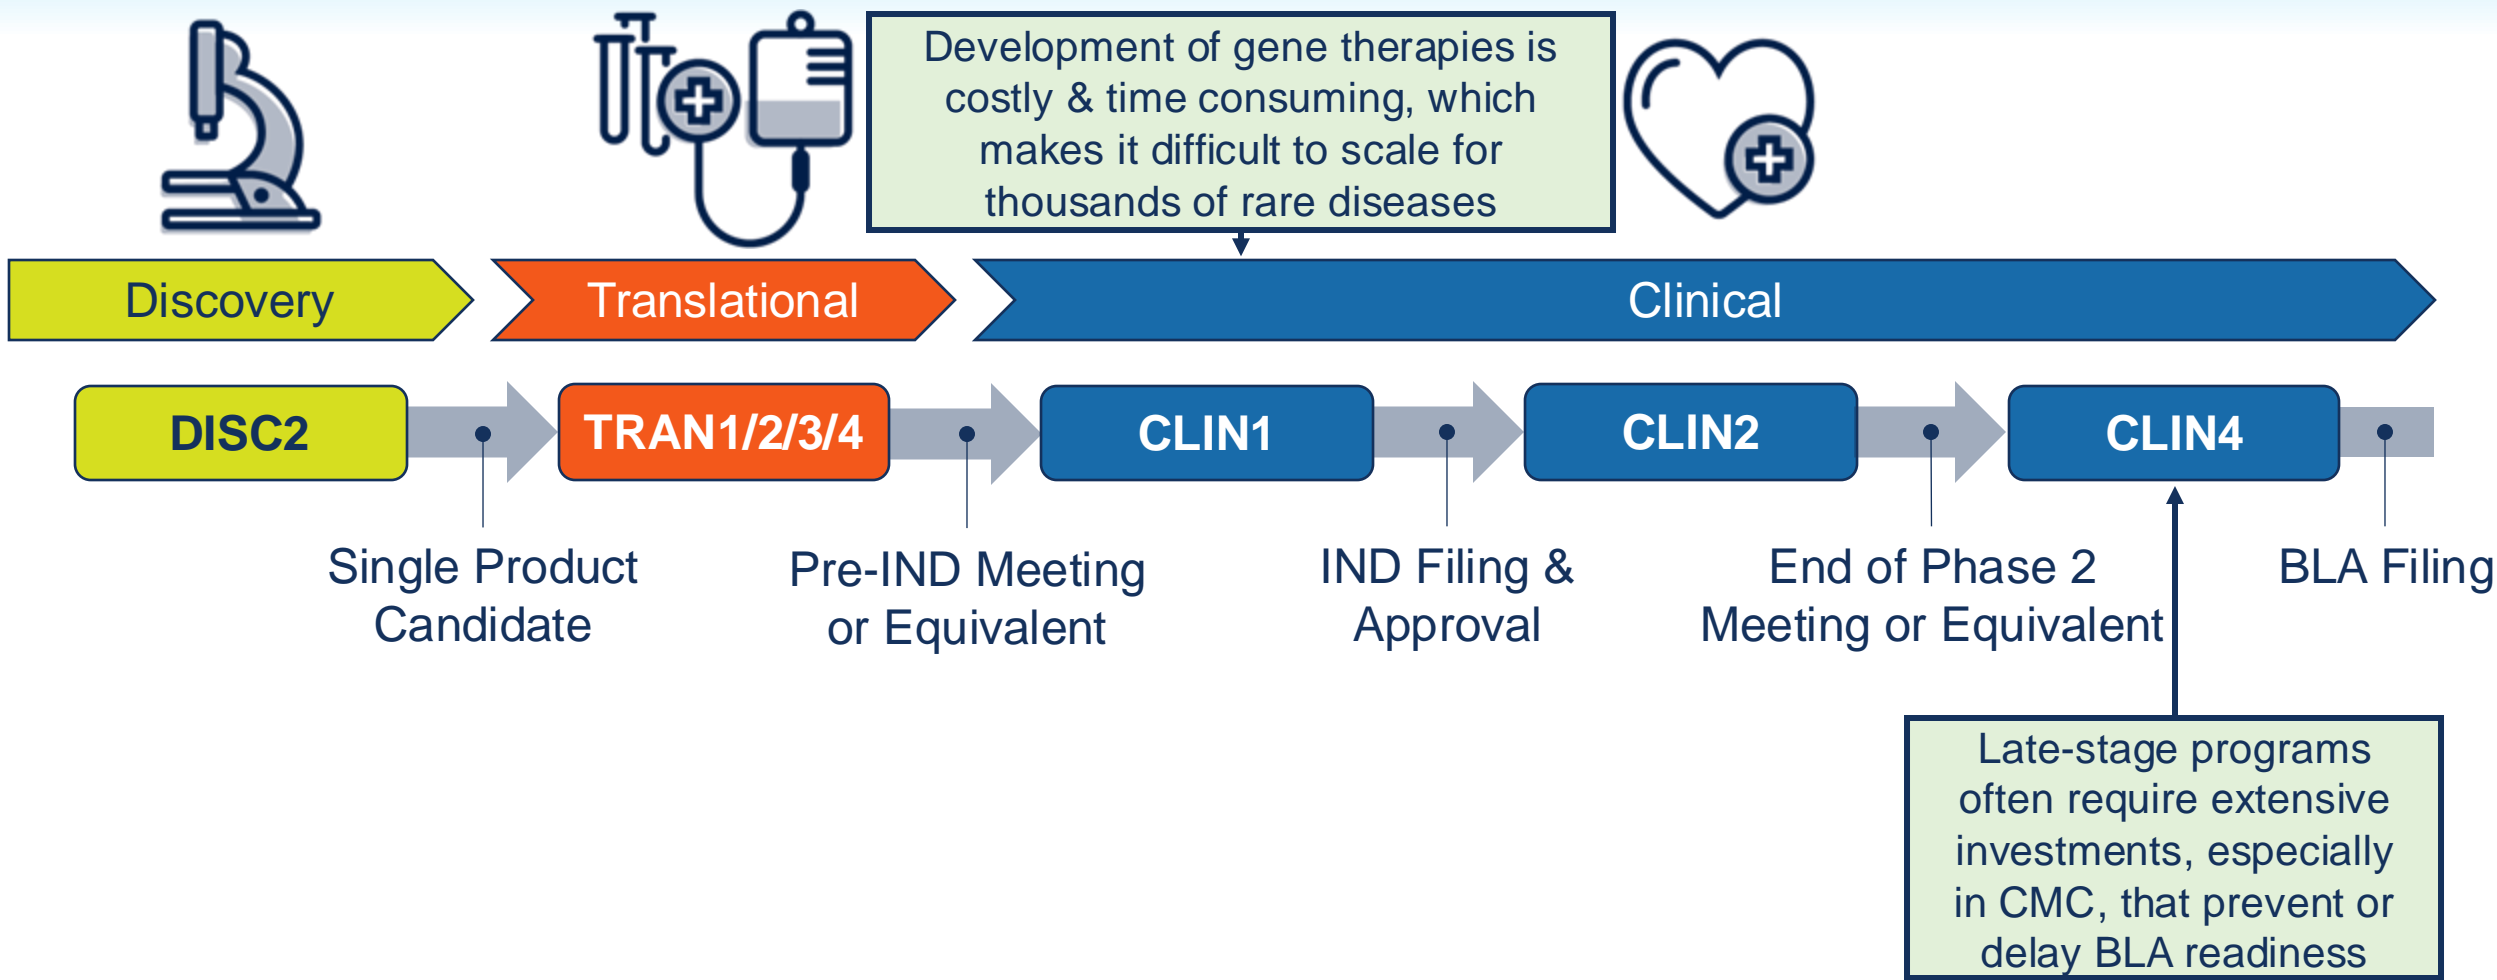 Development of gene therapies is
costly & time consuming, which
makes it difficult to scale for
thousands of rare diseases
Discovery
Translational
Clinical
DISC2
TRAN1/2/3/4
CLIN1
CLIN2
CLIN4
Single Product
Candidate
Pre-IND Meeting
or Equivalent
IND Filing &
Approval
End of Phase 2
Meeting or Equivalent
BLA Filing
Late-stage programs
often require extensive
investments, especially
in CMC, that prevent or
delay BLA readiness